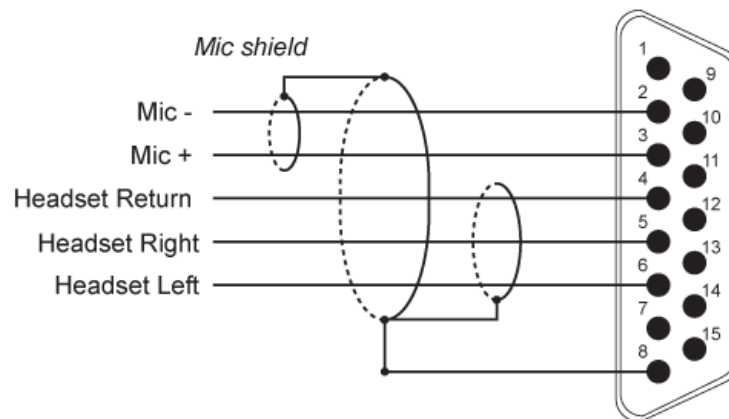 Mic shield
Mic -
Mic +
Headset Return
Headset Right
Headset Left
1
2
3
4
5
6
7
8
9
10
11
12
13
14
15